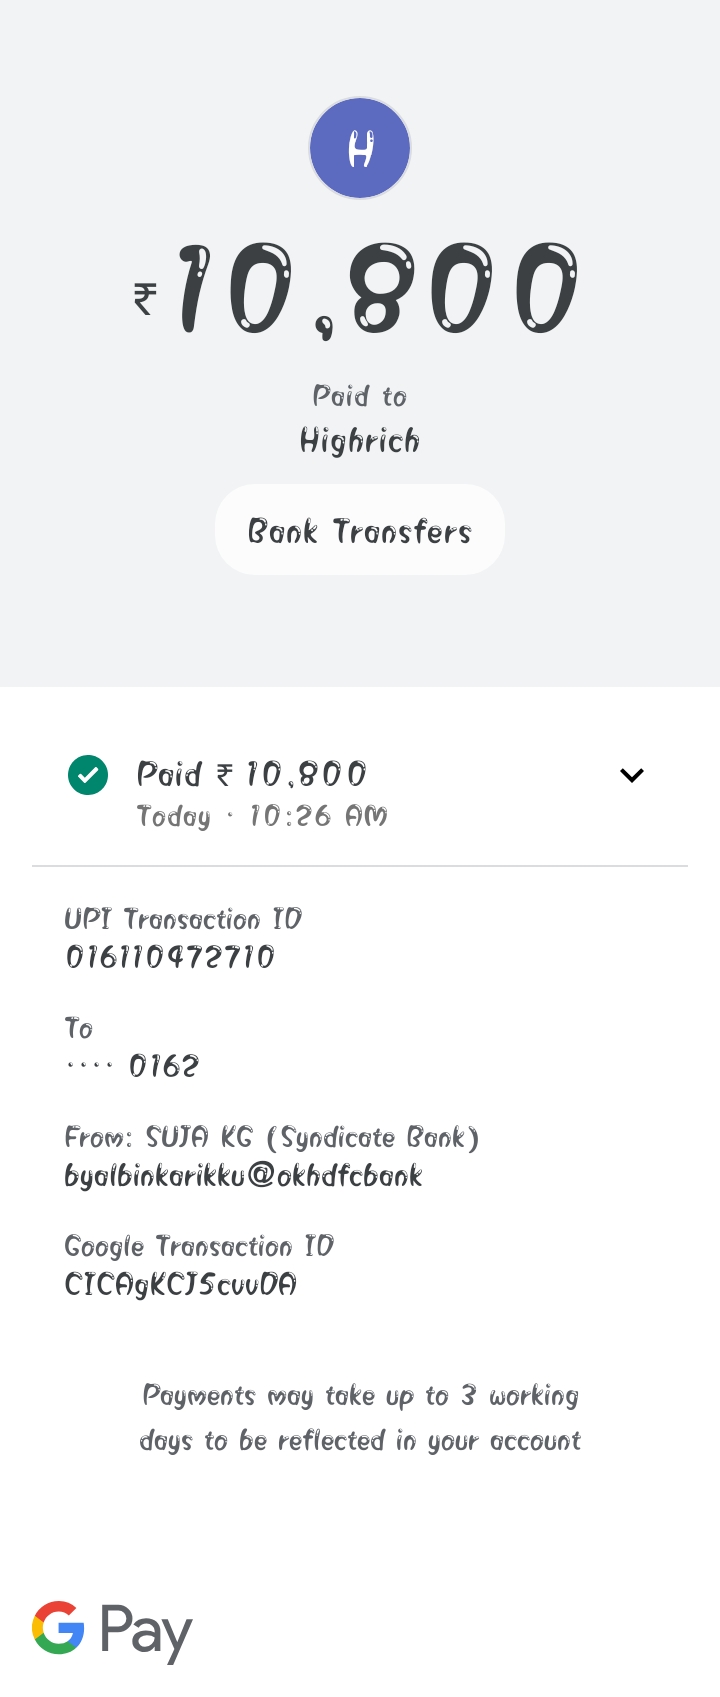 H
₹10,800
Paid to
Highrich
Bank Transfers
Paid ₹ 10,800
Today · 10:26 AM
UPI Transaction ID
016110472710
To
···· 0162
From: SUJA KG (Syndicate Bank)
byalbinkarikku@okhdfcbank
Google Transaction ID
CICAgKCJ5cuvDA
Payments may take up to 3 working
days to be reflected in your account
G Pay